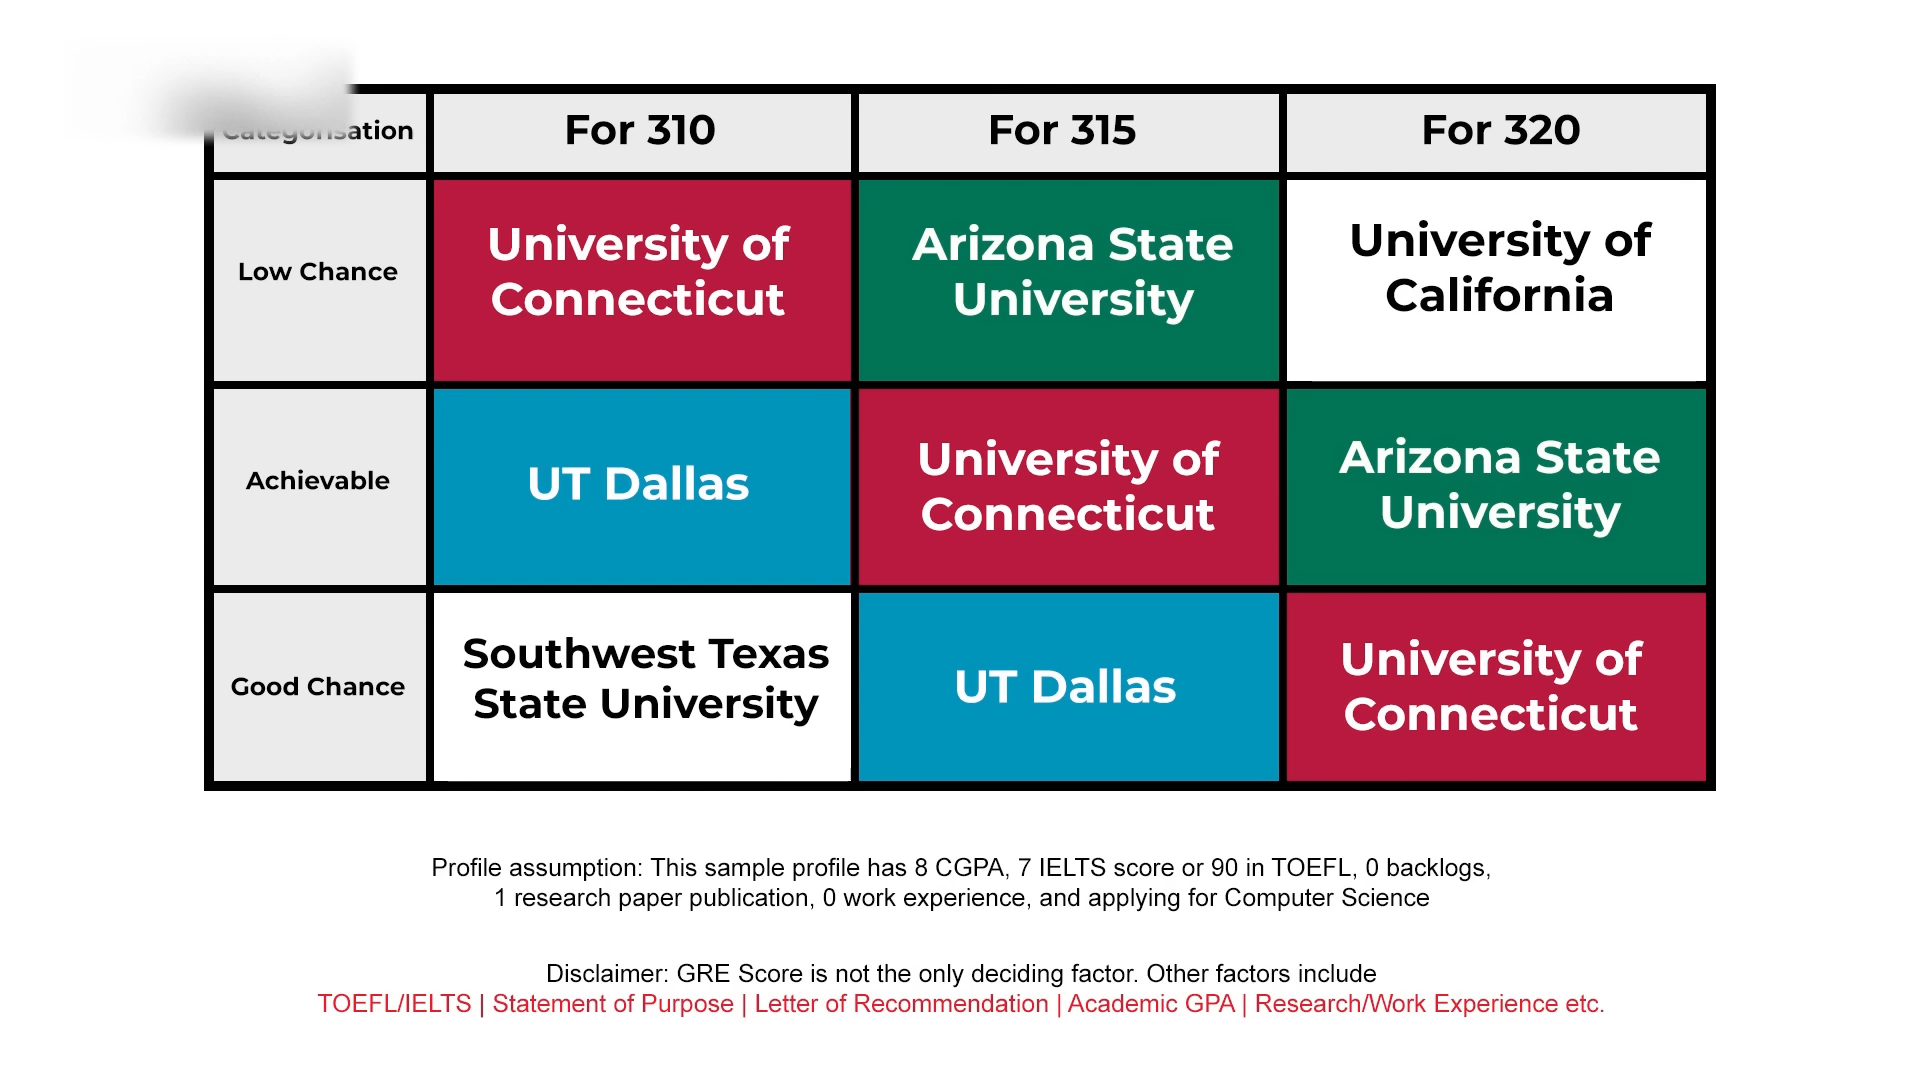 Categorisation
For 310
For 315
For 320
Low Chance
University of
Connecticut
Arizona State
University
University of
California
Achievable
UT Dallas
University of
Connecticut
Arizona State
University
Good Chance
Southwest Texas
State University
UT Dallas
University of
Connecticut
Profile assumption: This sample profile has 8 CGPA, 7 IELTS score or 90 in TOEFL, 0 backlogs,
1 research paper publication, 0 work experience, and applying for Computer Science
Disclaimer: GRE Score is not the only deciding factor. Other factors include
TOEFL/IELTS | Statement of Purpose | Letter of Recommendation | Academic GPA | Research/Work Experience etc.